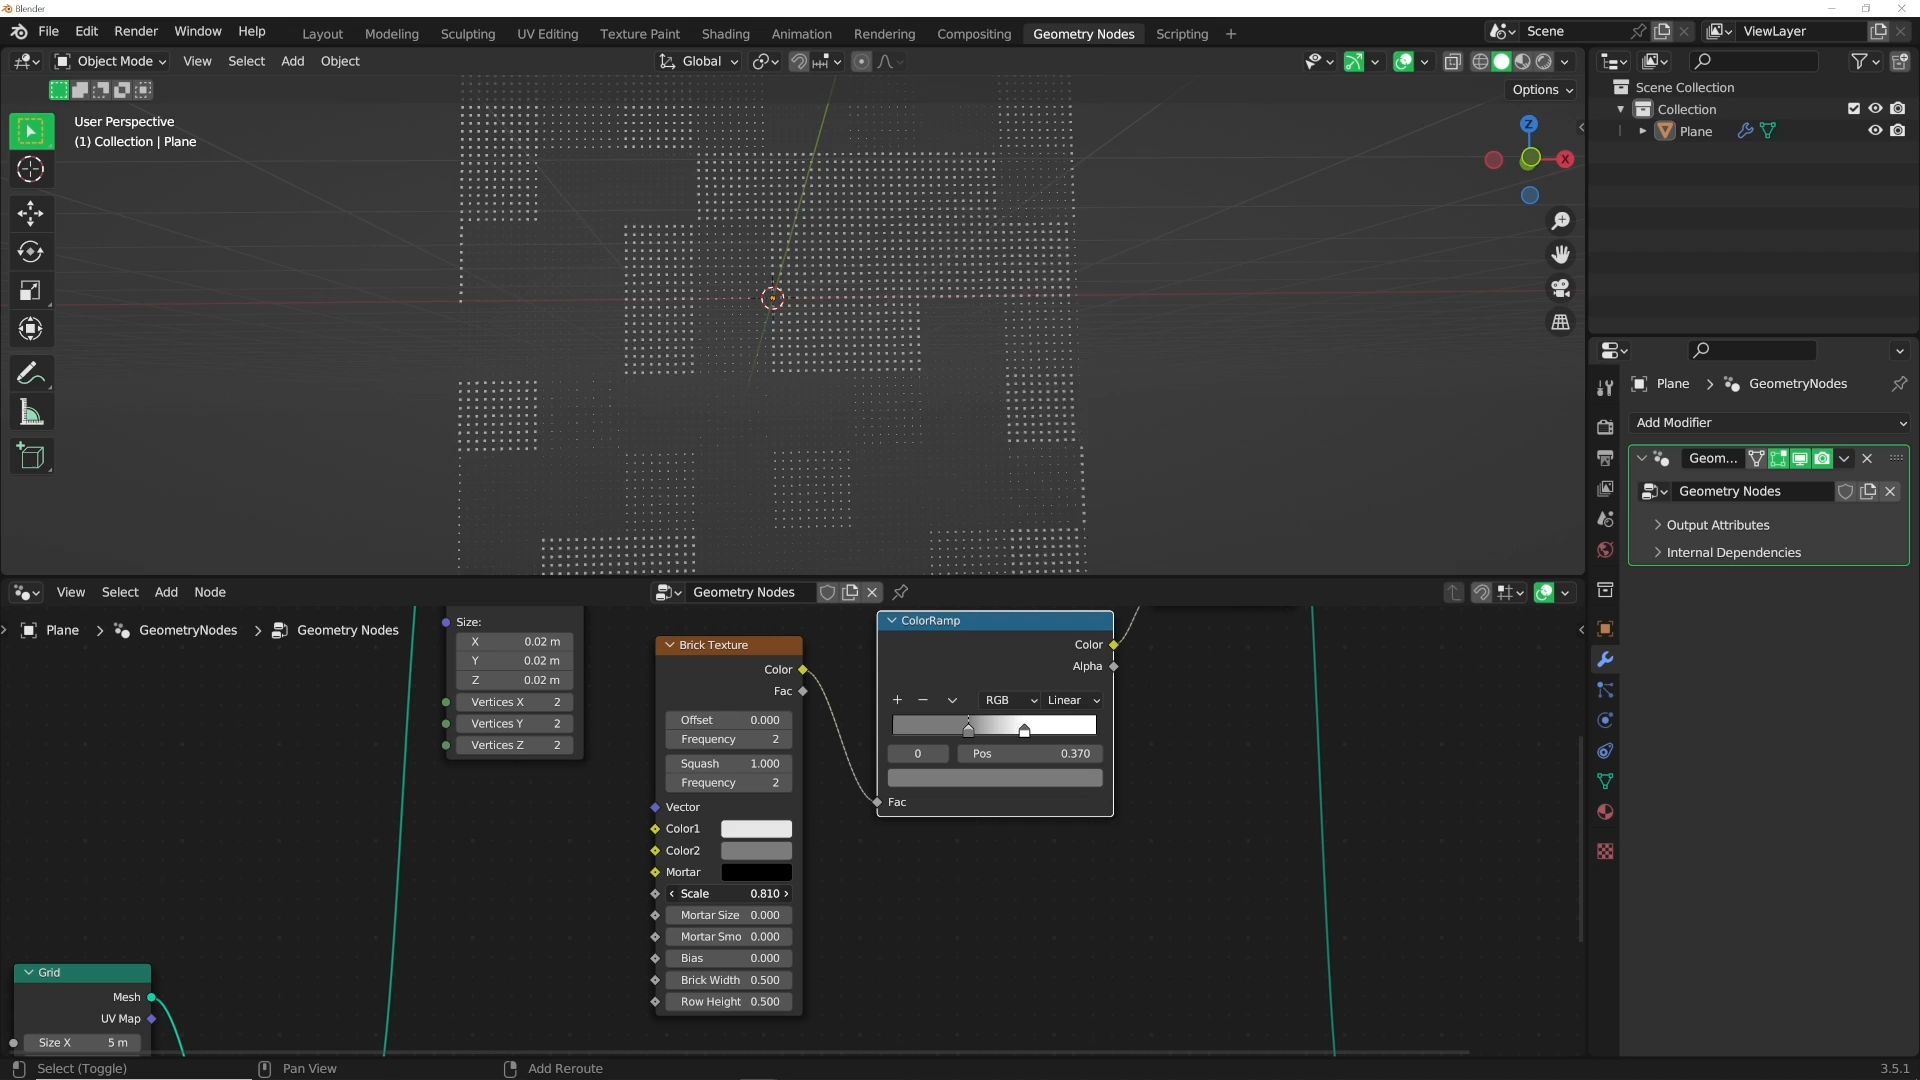 Blender
File Edit Render Window Help
Layout Modeling Sculpting UV Editing Texture Paint Shading Animation Rendering Compositing Geometry Nodes Scripting +
Scene
ViewLayer
Object Mode View Select Add Object
Global
Options
User Perspective
(1) Collection | Plane
Z
X
Scene Collection
Collection
Plane
Plane > GeometryNodes
Add Modifier
Geom...
Geometry Nodes
Output Attributes
Internal Dependencies
View Select Add Node
Geometry Nodes
Plane > GeometryNodes > Geometry Nodes
Size:
X 0.02 m
Y 0.02 m
Z 0.02 m
Vertices X 2
Vertices Y 2
Vertices Z 2
Brick Texture
Color
Fac
Offset 0.000
Frequency 2
Squash 1.000
Frequency 2
Vector
Color1
Color2
Mortar
Scale 0.810
Mortar Size 0.000
Mortar Smo 0.000
Bias 0.000
Brick Width 0.500
Row Height 0.500
ColorRamp
Color
Alpha
RGB Linear
0 Pos 0.370
Fac
Grid
Mesh
UV Map
Size X 5 m
Select (Toggle)
Pan View
Add Reroute
3.5.1